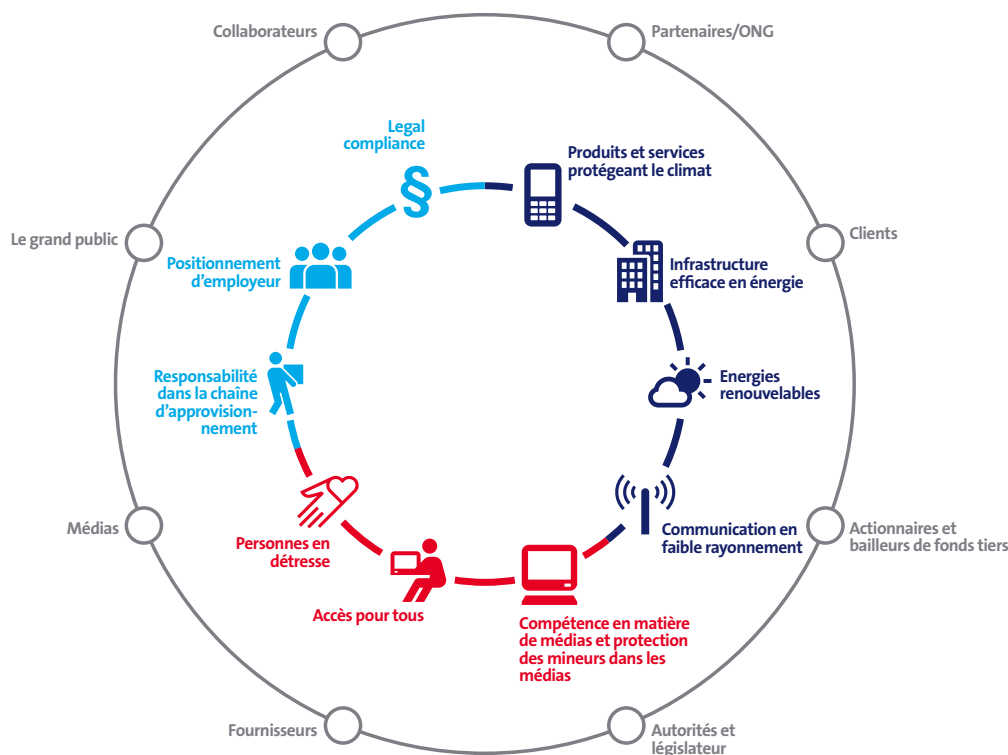 Collaborateurs
Partenaires/ONG
Legal
compliance
Produits et services
protégeant le climat
Le grand public
Clients
Positionnement
d'employeur
Infrastructure
efficace en énergie
Responsabilité
dans la chaîne
d'approvision-
nement
Energies
renouvelables
Médias
Personnes en
détresse
Communication en
faible rayonnement
Actionnaires et
bailleurs de fonds tiers
Accès pour tous
Compétence en matière
de médias et protection
des mineurs dans les
médias
Fournisseurs
Autorités et
législateur